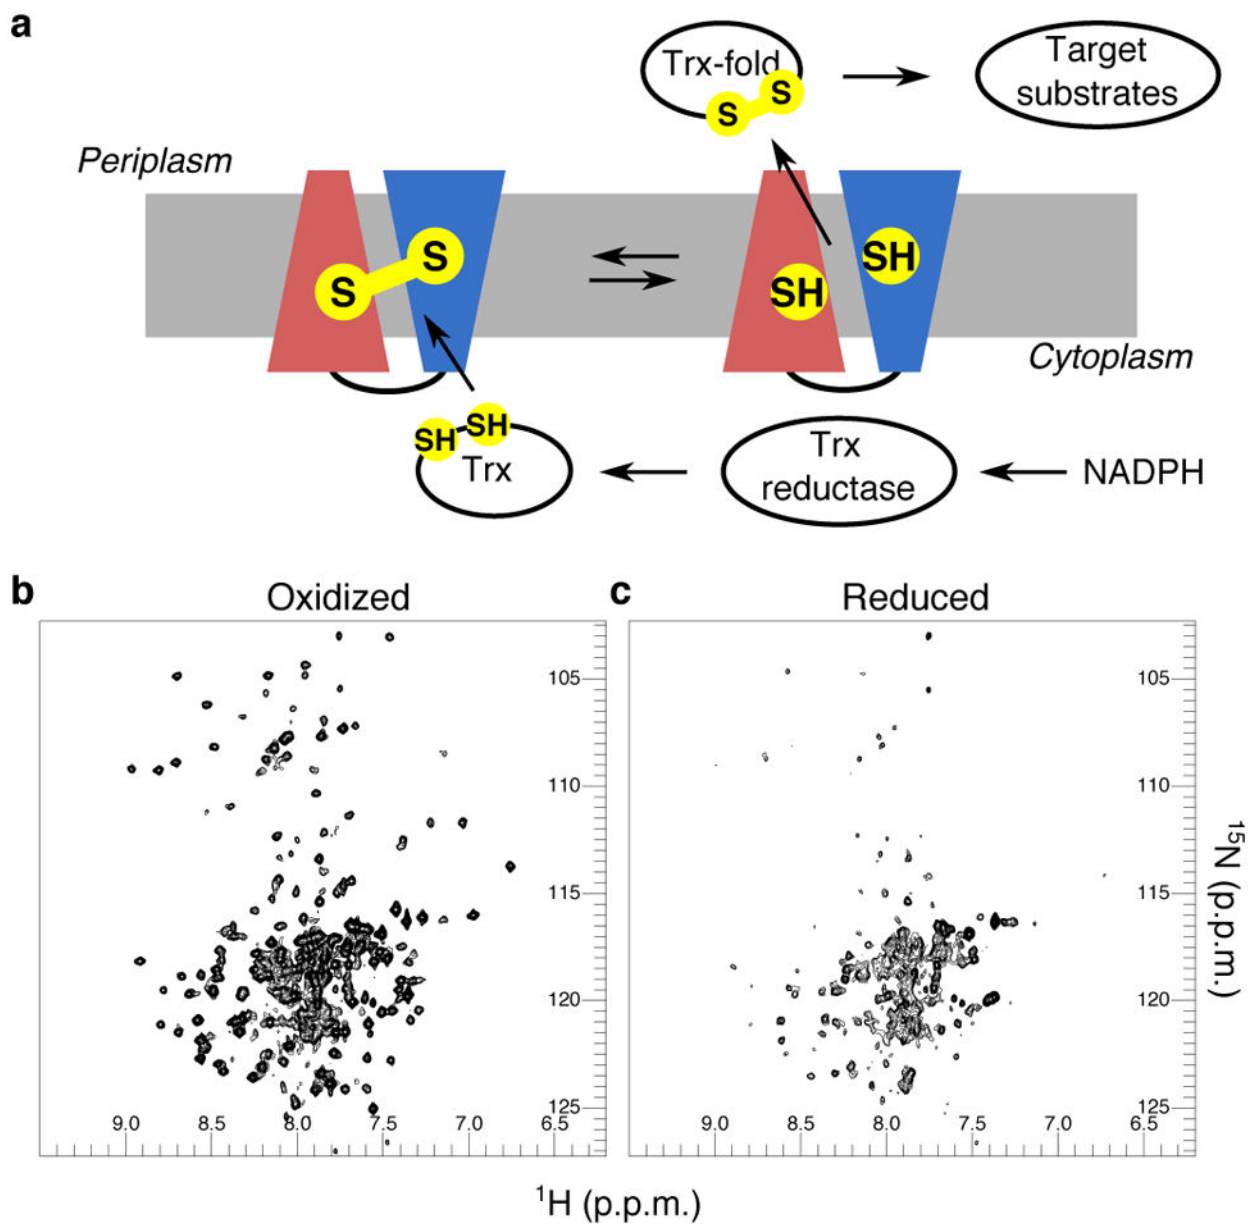 a
Trx-fold
S
S
Target
substrates
Periplasm
S
S
SH
SH
Cytoplasm
SH
SH
Trx
Trx
reductase
NADPH
b
Oxidized
105
110
115
120
125
9.0 8.5 8.0 7.5 7.0 6.5
c
Reduced
105
110
115
120
125
9.0 8.5 8.0 7.5 7.0 6.5
¹⁵N (p.p.m.)
¹H (p.p.m.)